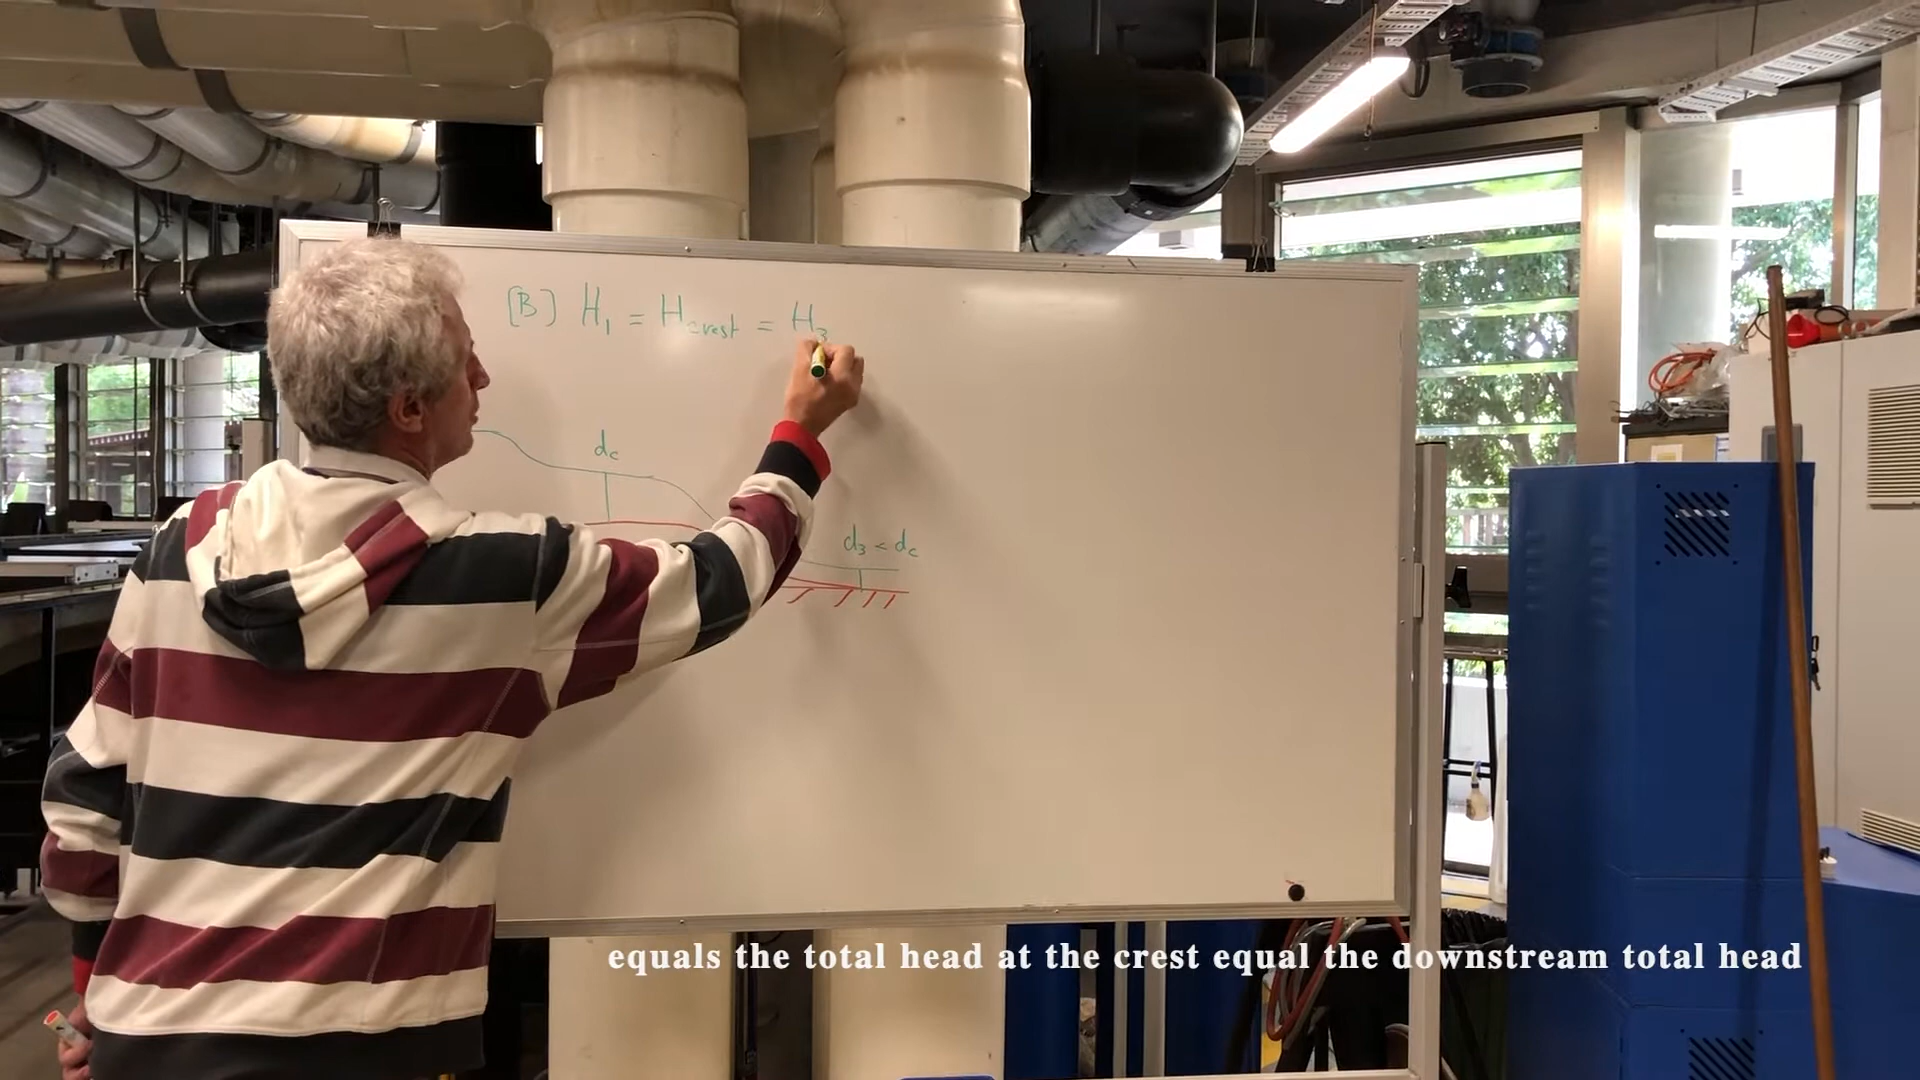 [B] H₁ = Hcrest = H₃
dc
d₃ < dc
equals the total head at the crest equal the downstream total head